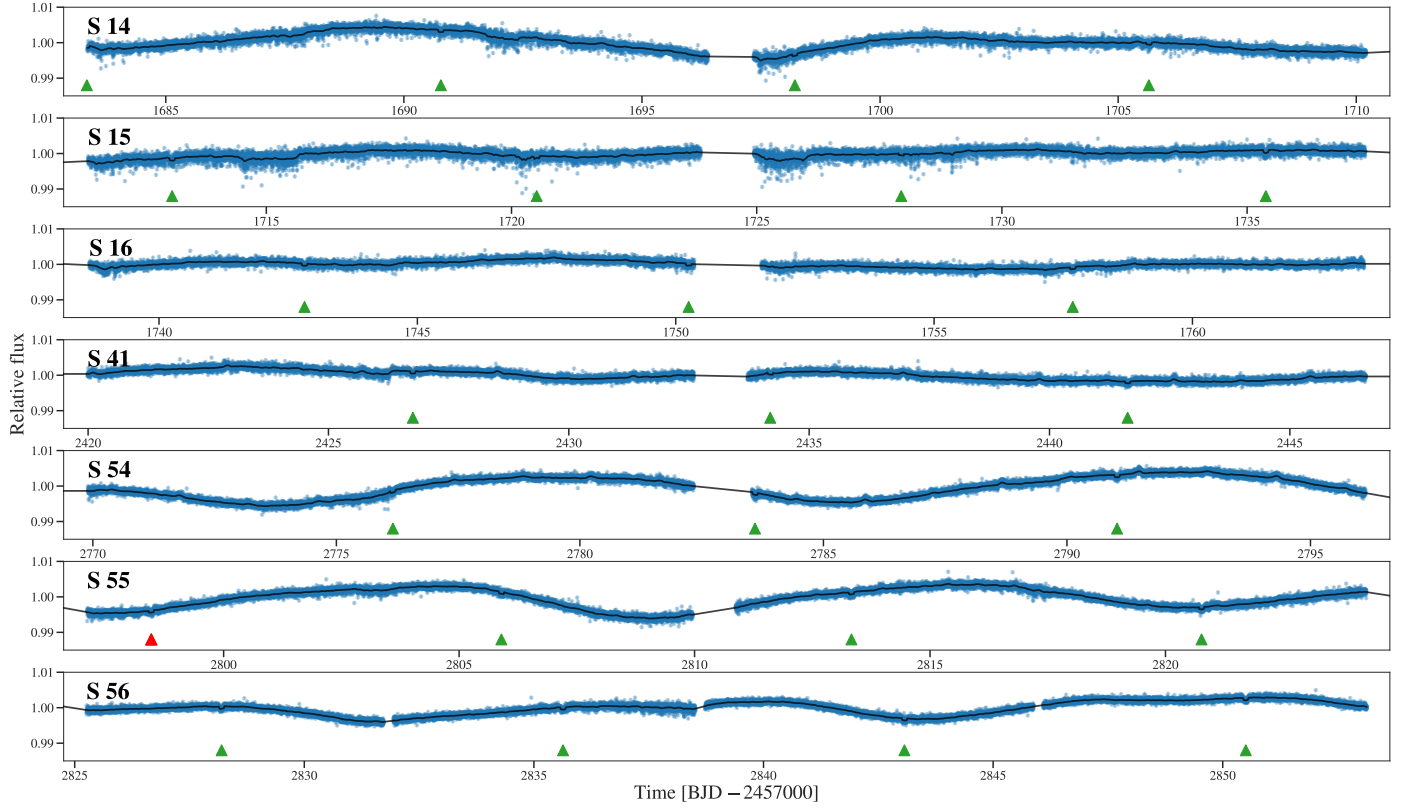 1.01
S 14
1.00
0.99
1685 1690 1695 1700 1705 1710
1.01
S 15
1.00
0.99
1715 1720 1725 1730 1735
1.01
S 16
1.00
0.99
1740 1745 1750 1755 1760
1.01
S 41
1.00
0.99
2420 2425 2430 2435 2440 2445
1.01
S 54
1.00
0.99
2770 2775 2780 2785 2790 2795
1.01
S 55
1.00
0.99
2800 2805 2810 2815 2820
1.01
S 56
1.00
0.99
2825 2830 2835 2840 2845 2850
Relative flux
Time [BJD − 2457000]